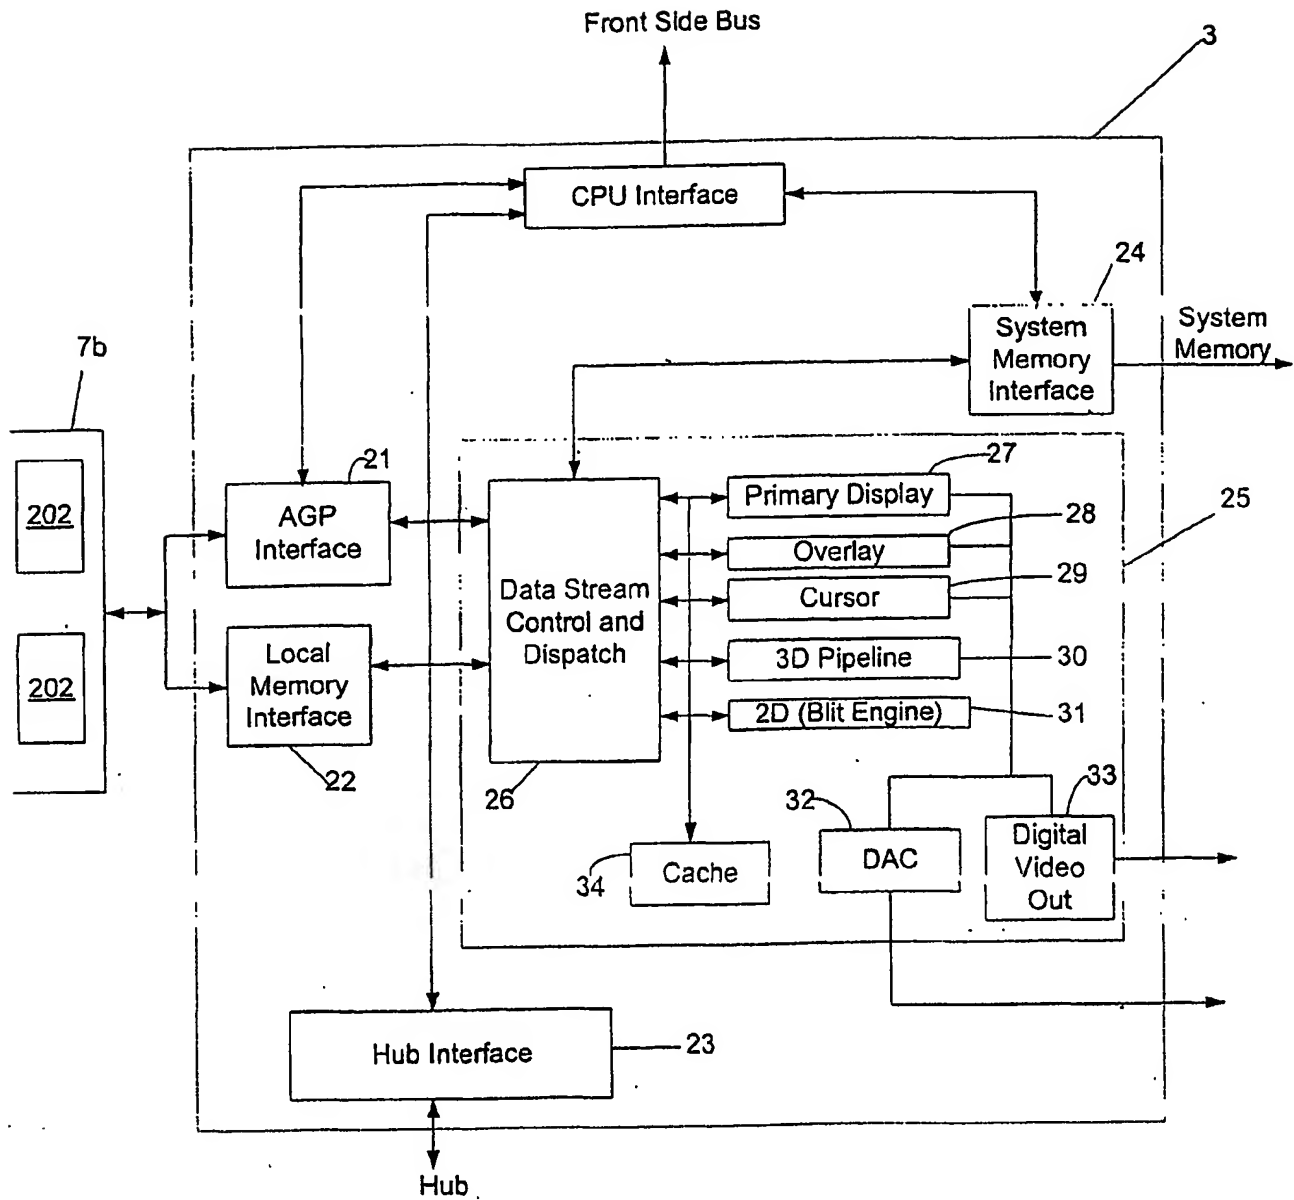 Front Side Bus
3
CPU Interface
24
System
Memory
Interface
System
Memory
7b
202
202
21
AGP
Interface
Local
Memory
Interface
22
Data Stream
Control and
Dispatch
26
27
Primary Display
28
Overlay
29
Cursor
3D Pipeline
30
2D (Blit Engine)
31
25
32
DAC
33
Digital
Video
Out
34
Cache
Hub Interface
23
Hub